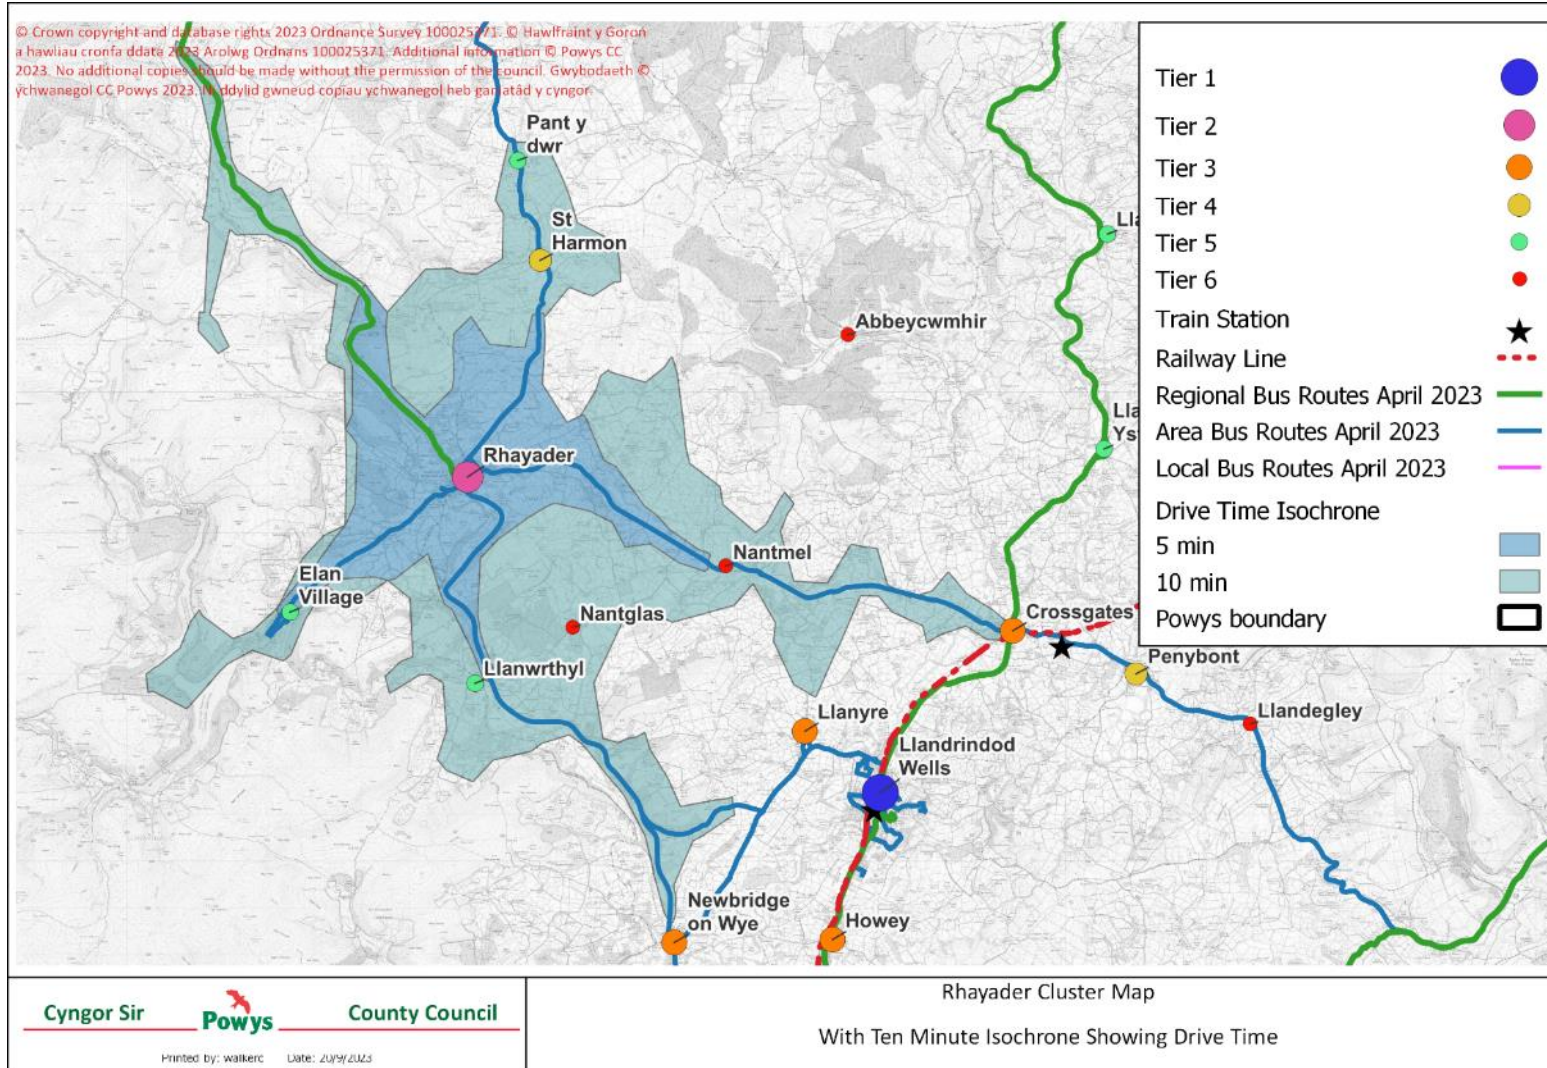 © Crown copyright and database rights 2023 Ordnance Survey 100025371. © Hawlfraint y Goron
a hawliau cronfa ddata 2023 Arolwg Ordnans 100025371. Additional information © Powys CC
2023. No additional copies should be made without the permission of the council. Gwybodaeth ©
ychwanegol CC Powys 2023. Ni ddylid gwneud copiau ychwanegol heb ganiatâd y cyngor.
Pant y
dwr
St
Harmon
Abbeycwmhir
Rhayader
Nantmel
Elan
Village
Nantglas
Llanwrthyl
Crossgates
Penybont
Llanyre
Llandegley
Llandrindod
Wells
Newbridge
on Wye
Howey
Lla
Lla
Yst
Tier 1
Tier 2
Tier 3
Tier 4
Tier 5
Tier 6
Train Station
Railway Line
Regional Bus Routes April 2023
Area Bus Routes April 2023
Local Bus Routes April 2023
Drive Time Isochrone
5 min
10 min
Powys boundary
Cyngor Sir Powys County Council
Printed by: walkerc Date: 20/9/2023
Rhayader Cluster Map
With Ten Minute Isochrone Showing Drive Time